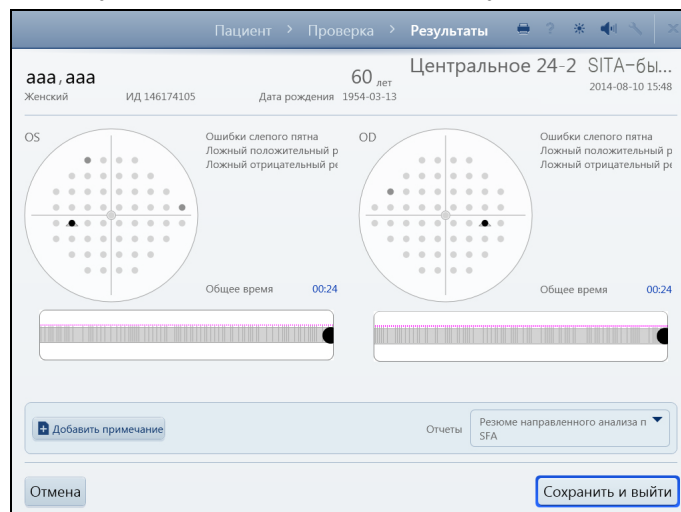 Пациент > Проверка > Результаты ?
ааа, ааа
60 лет
Центральное 24-2 SITA-бы...
Женский ИД 146174105 Дата рождения 1954-03-13
2014-08-10 15:48
OS
Ошибки слепого пятна
Ложный положительный р
Ложный отрицательный ре
Общее время 00:24
OD
Ошибки слепого пятна
Ложный положительный р
Ложный отрицательный ре
Общее время 00:24
Добавить примечание
Отчеты
Резюме направленного анализа п
SFA
Отмена
Сохранить и выйти